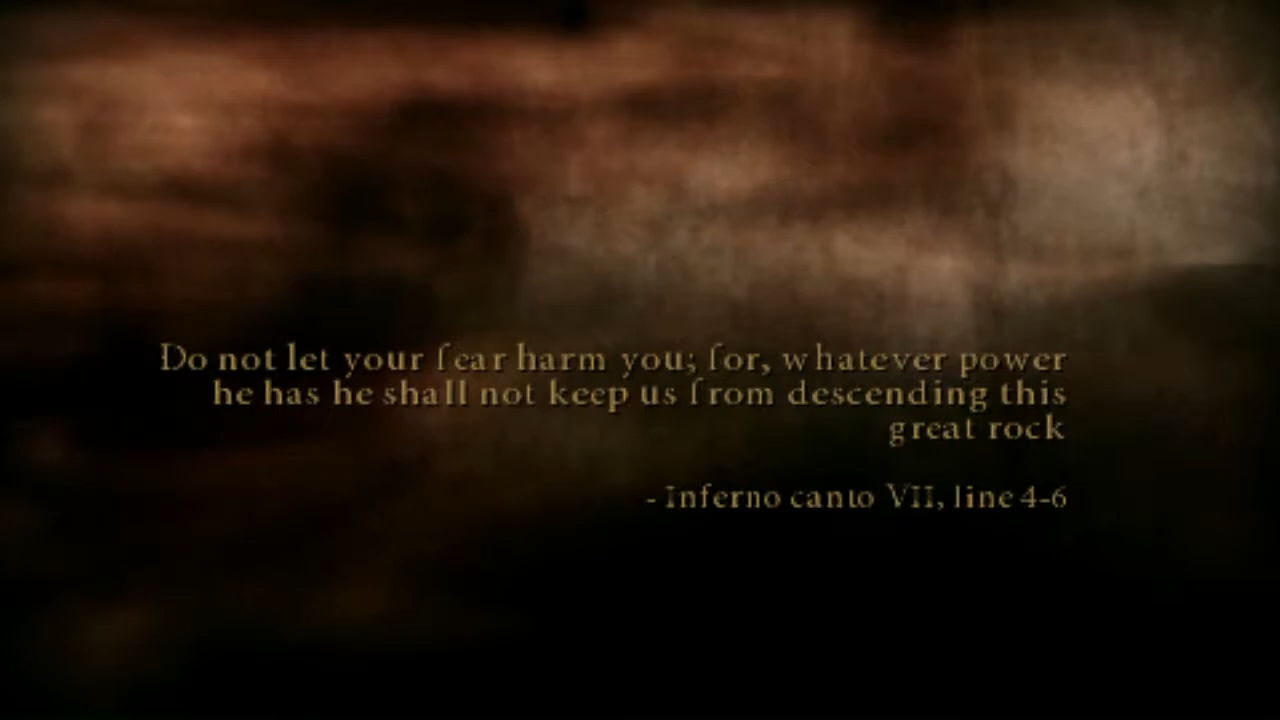 Do not let your fear harm you; for, whatever power
he has he shall not keep us from descending this
great rock
- Inferno canto VII, line 4-6